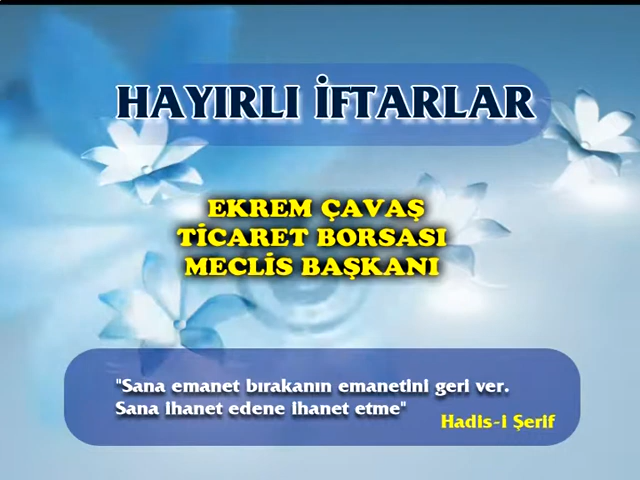 HAYIRLI İFTARLAR
EKREM ÇAVAŞ
TİCARET BORSASI
MECLİS BAŞKANI
"Sana emanet bırakanın emanetini geri ver.
Sana ihanet edene ihanet etme"
Hadis-i Şerif